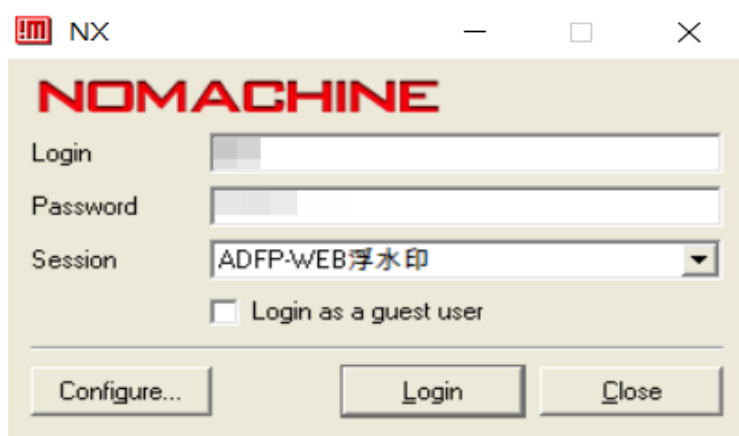 !m NX
NOMACHINE
Login
Password
Session ADFP-WEB浮水印
Login as a guest user
Configure... Login Close